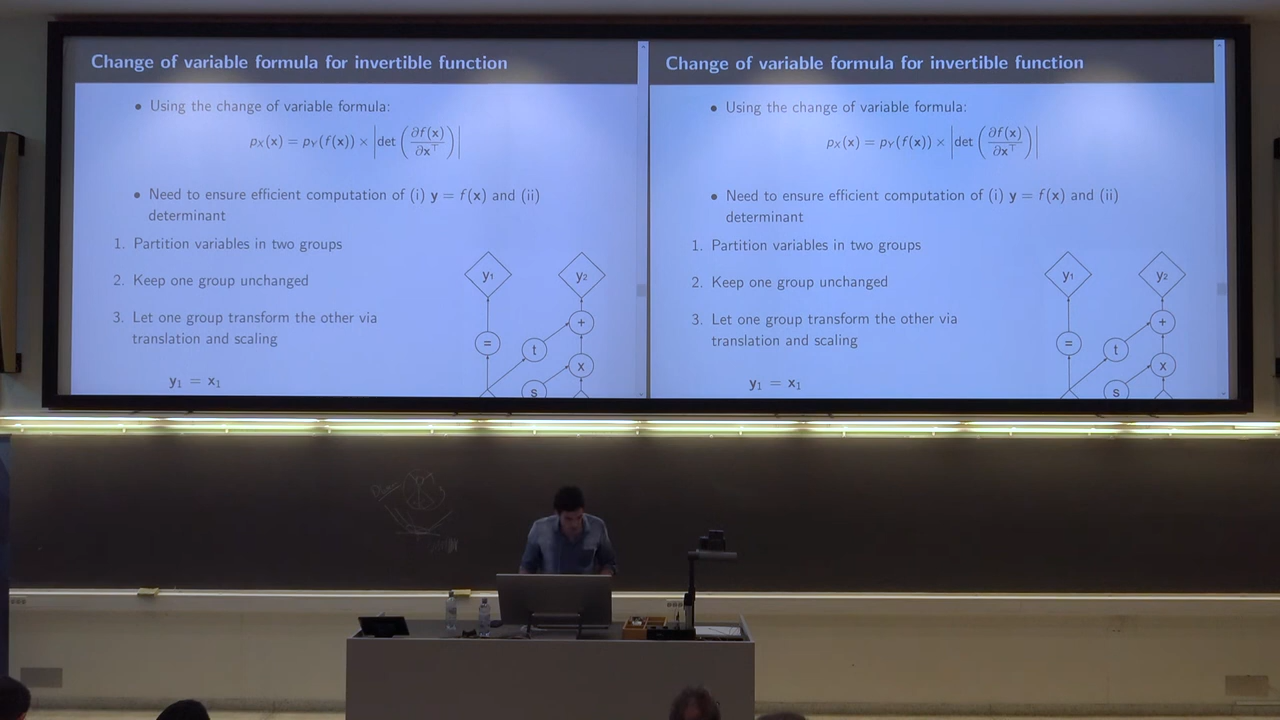 Change of variable formula for invertible function
• Using the change of variable formula:
pX(x) = pY(f(x)) × |det (∂f(x)/∂x⊤)|
• Need to ensure efficient computation of (i) y = f(x) and (ii)
determinant
1. Partition variables in two groups
2. Keep one group unchanged
3. Let one group transform the other via
translation and scaling
y₁ = x₁
y₁ y₂
+
= t
x
s
Change of variable formula for invertible function
• Using the change of variable formula:
pX(x) = pY(f(x)) × |det (∂f(x)/∂x⊤)|
• Need to ensure efficient computation of (i) y = f(x) and (ii)
determinant
1. Partition variables in two groups
2. Keep one group unchanged
3. Let one group transform the other via
translation and scaling
y₁ = x₁
y₁ y₂
+
= t
x
s